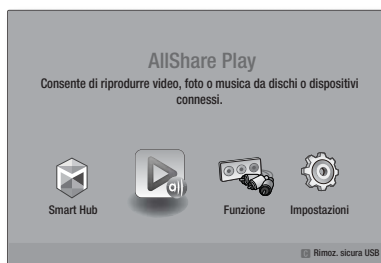 AllShare Play
Consente di riprodurre video, foto o musica da dischi o dispositivi
connessi.
all
Smart Hub
Funzione
Impostazioni
C Rimoz. sicura USB